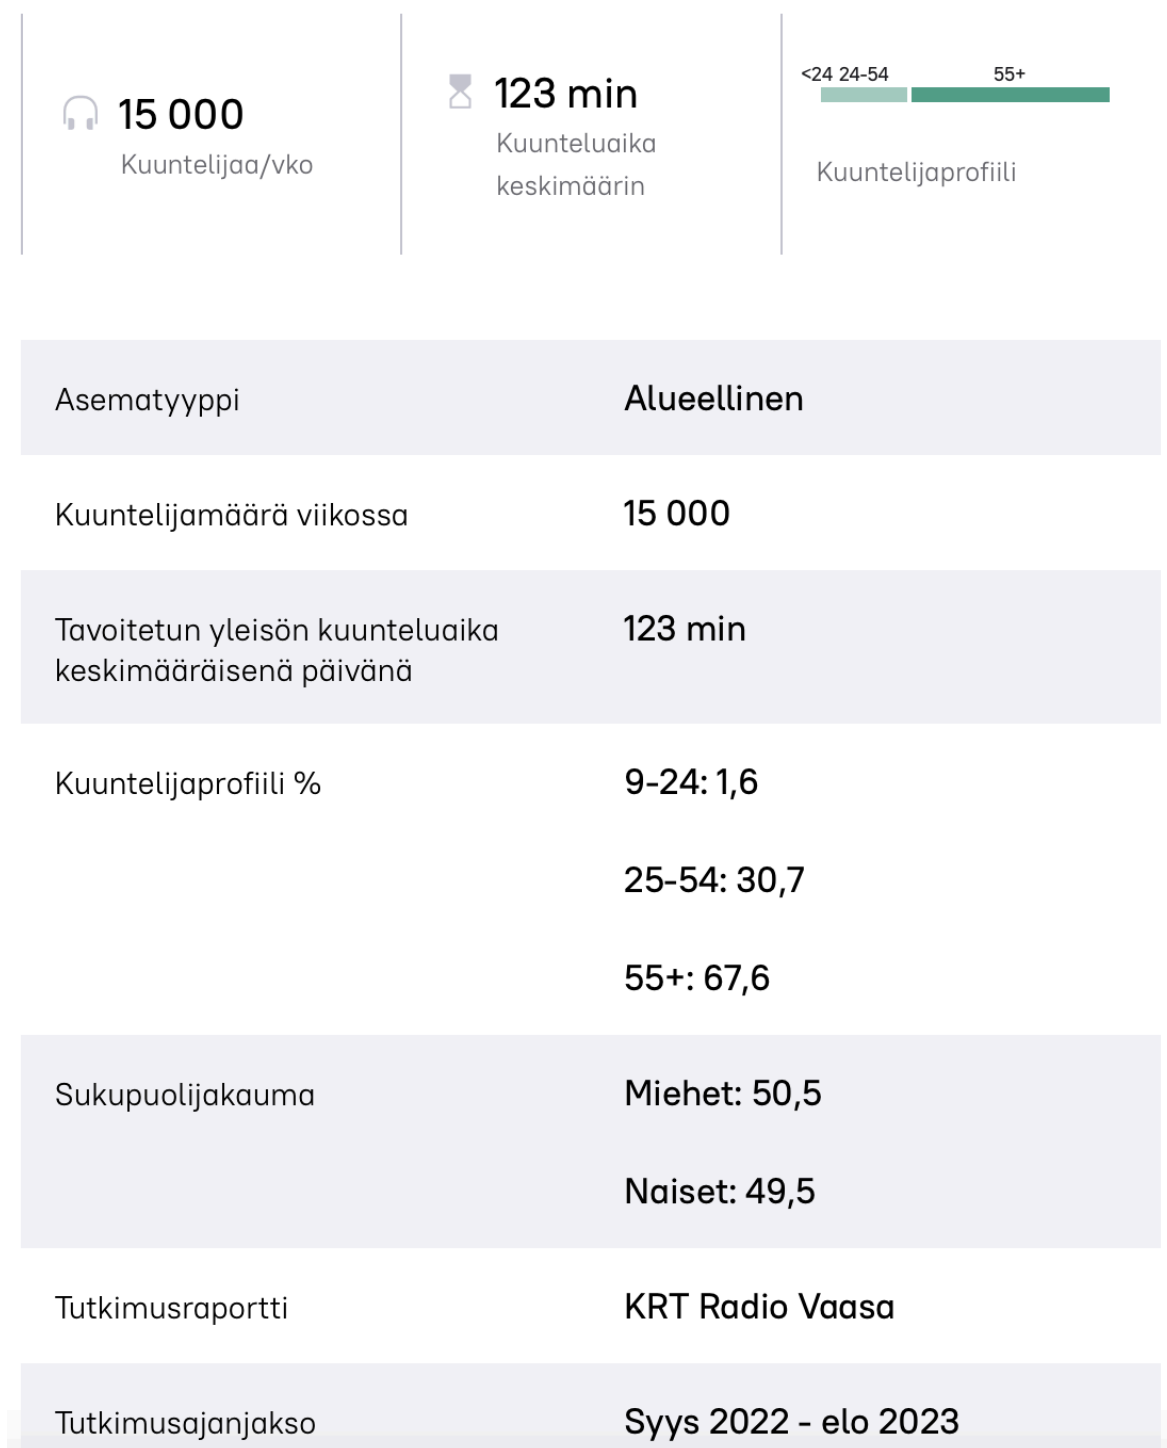 15 000
Kuuntelijaa/vko
123 min
Kuunteluaika
keskimäärin
<24 24-54 55+
Kuuntelijaprofiili
Asematyyppi Alueellinen
Kuuntelijamäärä viikossa 15 000
Tavoitetun yleisön kuunteluaika 123 min
keskimääräisenä päivänä
Kuuntelijaprofiili % 9-24: 1,6
25-54: 30,7
55+: 67,6
Sukupuolijakauma Miehet: 50,5
Naiset: 49,5
Tutkimusraportti KRT Radio Vaasa
Tutkimusajanjakso Syys 2022 - elo 2023